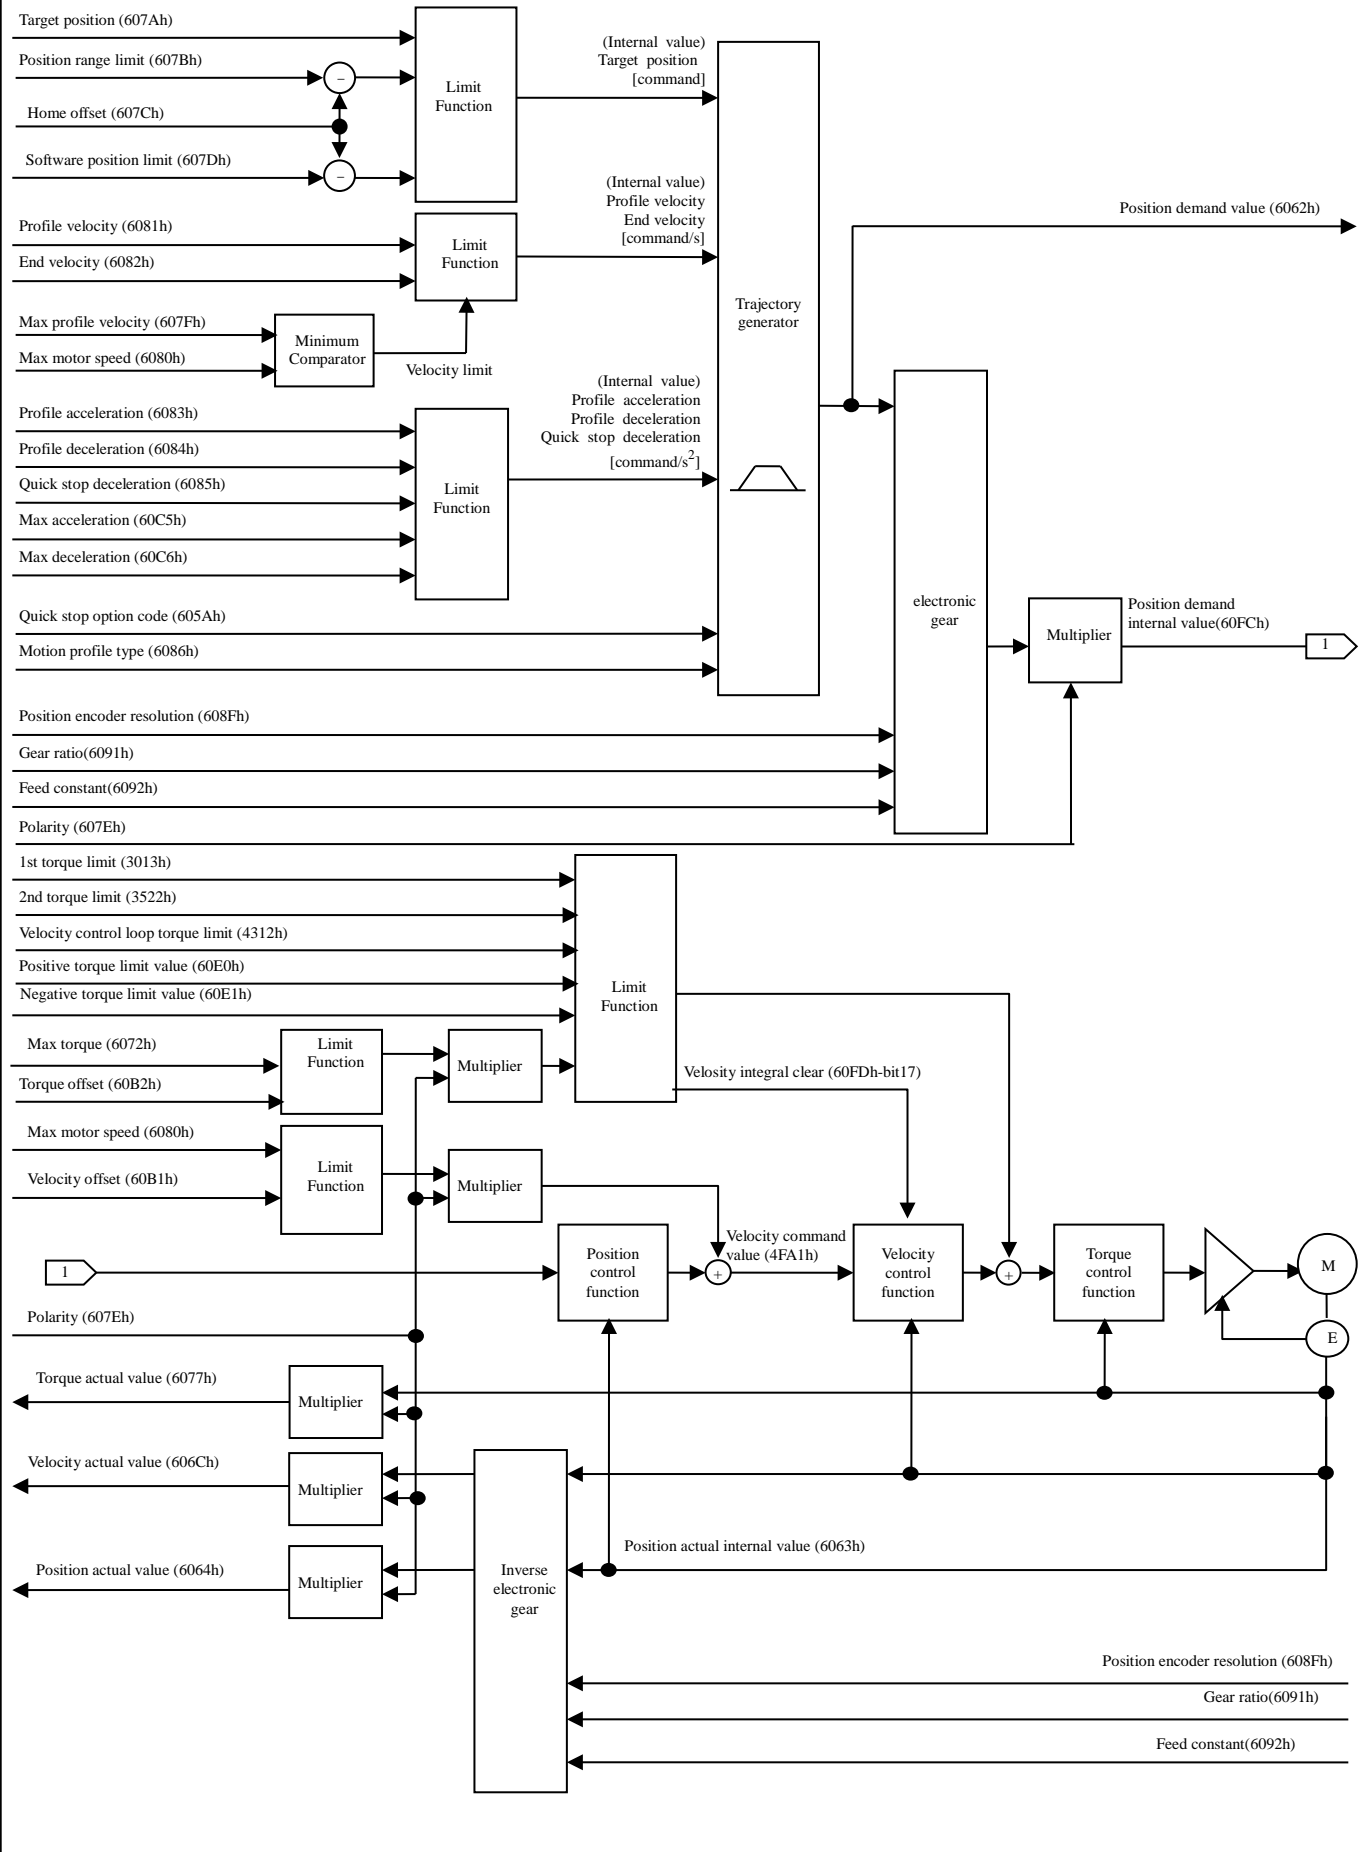 Target position (607Ah)
Position range limit (607Bh)
−
Home offset (607Ch)
Software position limit (607Dh)
−
Limit
Function
(Internal value)
Target position
[command]
Profile velocity (6081h)
End velocity (6082h)
Limit
Function
(Internal value)
Profile velocity
End velocity
[command/s]
Position demand value (6062h)
Max profile velocity (607Fh)
Max motor speed (6080h)
Minimum
Comparator
Velocity limit
Trajectory
generator
Profile acceleration (6083h)
Profile deceleration (6084h)
Quick stop deceleration (6085h)
Max acceleration (60C5h)
Max deceleration (60C6h)
Limit
Function
(Internal value)
Profile acceleration
Profile deceleration
Quick stop deceleration
[command/s²]
Quick stop option code (605Ah)
Motion profile type (6086h)
electronic
gear
Multiplier
Position demand
internal value(60FCh)
1
Position encoder resolution (608Fh)
Gear ratio(6091h)
Feed constant(6092h)
Polarity (607Eh)
1st torque limit (3013h)
2nd torque limit (3522h)
Velocity control loop torque limit (4312h)
Positive torque limit value (60E0h)
Negative torque limit value (60E1h)
Limit
Function
Max torque (6072h)
Torque offset (60B2h)
Limit
Function
Multiplier
Velosity integral clear (60FDh-bit17)
Max motor speed (6080h)
Velocity offset (60B1h)
Limit
Function
Multiplier
1
Position
control
function
+
Velocity command
value (4FA1h)
Velocity
control
function
+
Torque
control
function
M
E
Polarity (607Eh)
Torque actual value (6077h)
Multiplier
Velocity actual value (606Ch)
Multiplier
Position actual value (6064h)
Multiplier
Inverse
electronic
gear
Position actual internal value (6063h)
Position encoder resolution (608Fh)
Gear ratio(6091h)
Feed constant(6092h)